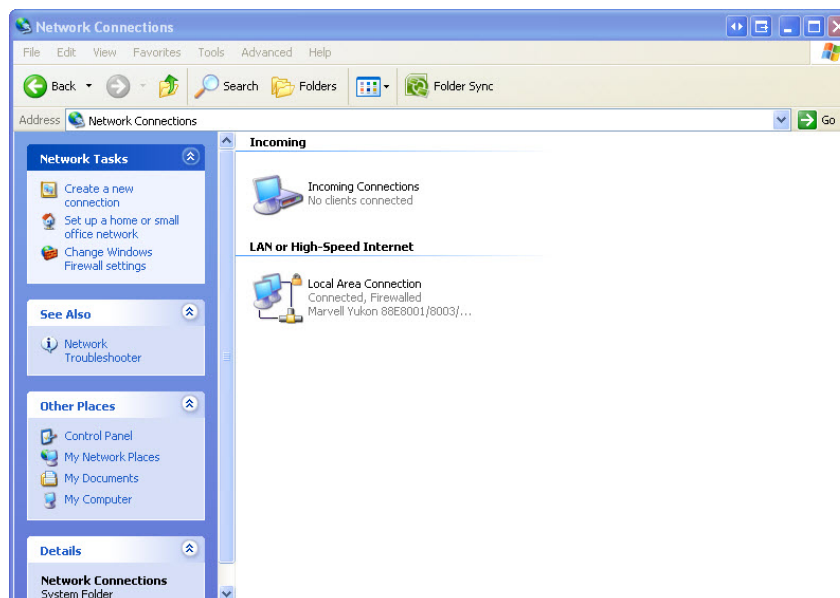 Network Connections
File Edit View Favorites Tools Advanced Help
Back Search Folders Folder Sync
Address Network Connections Go
Network Tasks
Create a new
connection
Set up a home or small
office network
Change Windows
Firewall settings
See Also
Network
Troubleshooter
Other Places
Control Panel
My Network Places
My Documents
My Computer
Details
Network Connections
System Folder
Incoming
Incoming Connections
No clients connected
LAN or High-Speed Internet
Local Area Connection
Connected, Firewalled
Marvell Yukon 88E8001/8003/...